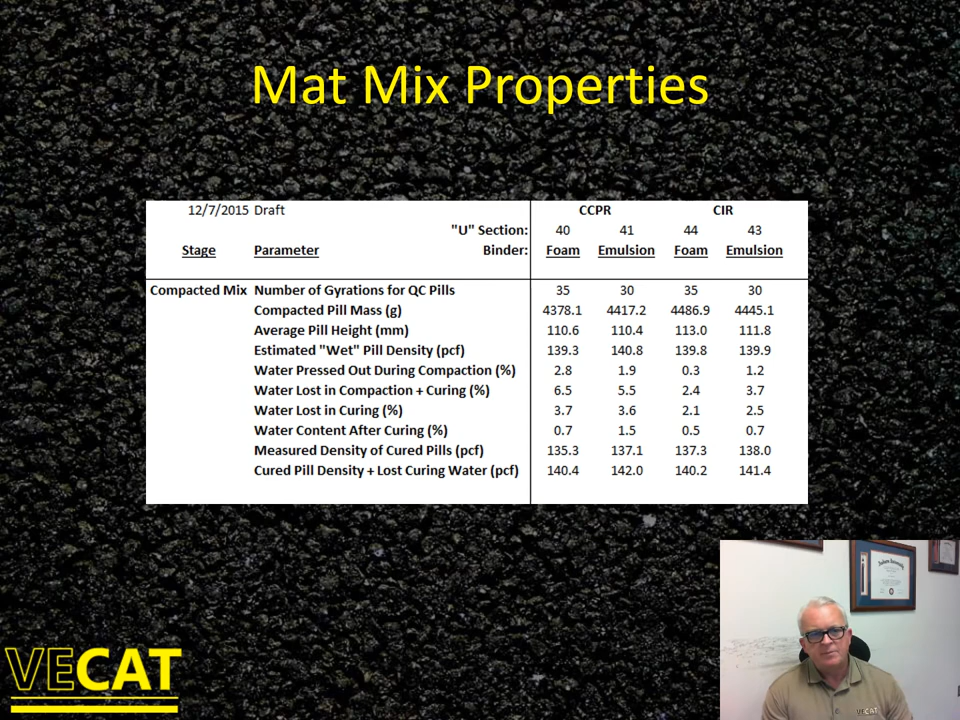 Mat Mix Properties
12/7/2015 Draft CCPR CIR
"U" Section: 40 41 44 43
Stage Parameter Binder: Foam Emulsion Foam Emulsion
Compacted Mix Number of Gyrations for QC Pills 35 30 35 30
Compacted Pill Mass (g) 4378.1 4417.2 4486.9 4445.1
Average Pill Height (mm) 110.6 110.4 113.0 111.8
Estimated "Wet" Pill Density (pcf) 139.3 140.8 139.8 139.9
Water Pressed Out During Compaction (%) 2.8 1.9 0.3 1.2
Water Lost in Compaction + Curing (%) 6.5 5.5 2.4 3.7
Water Lost in Curing (%) 3.7 3.6 2.1 2.5
Water Content After Curing (%) 0.7 1.5 0.5 0.7
Measured Density of Cured Pills (pcf) 135.3 137.1 137.3 138.0
Cured Pill Density + Lost Curing Water (pcf) 140.4 142.0 140.2 141.4
VECAT
VECAT